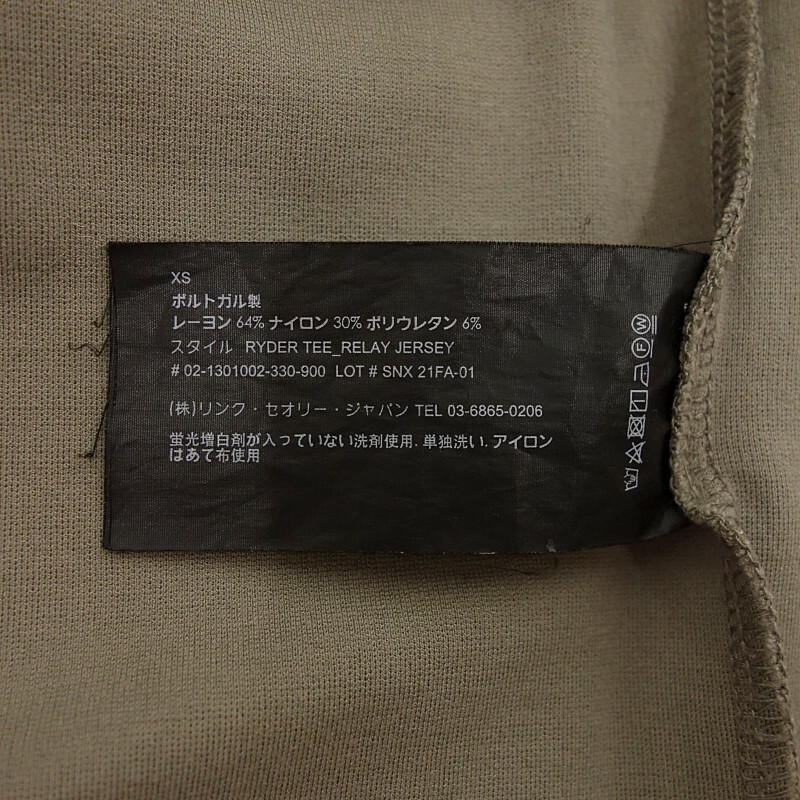 XS
ポルトガル製
レーヨン 64% ナイロン 30% ポリウレタン 6%
スタイル RYDER TEE_RELAY JERSEY
# 02-1301002-330-900 LOT # SNX 21FA-01
(株)リンク・セオリー・ジャパン TEL 03-6865-0206
蛍光増白剤が入っていない洗剤使用. 単独洗い. アイロン
はあて布使用
W
F